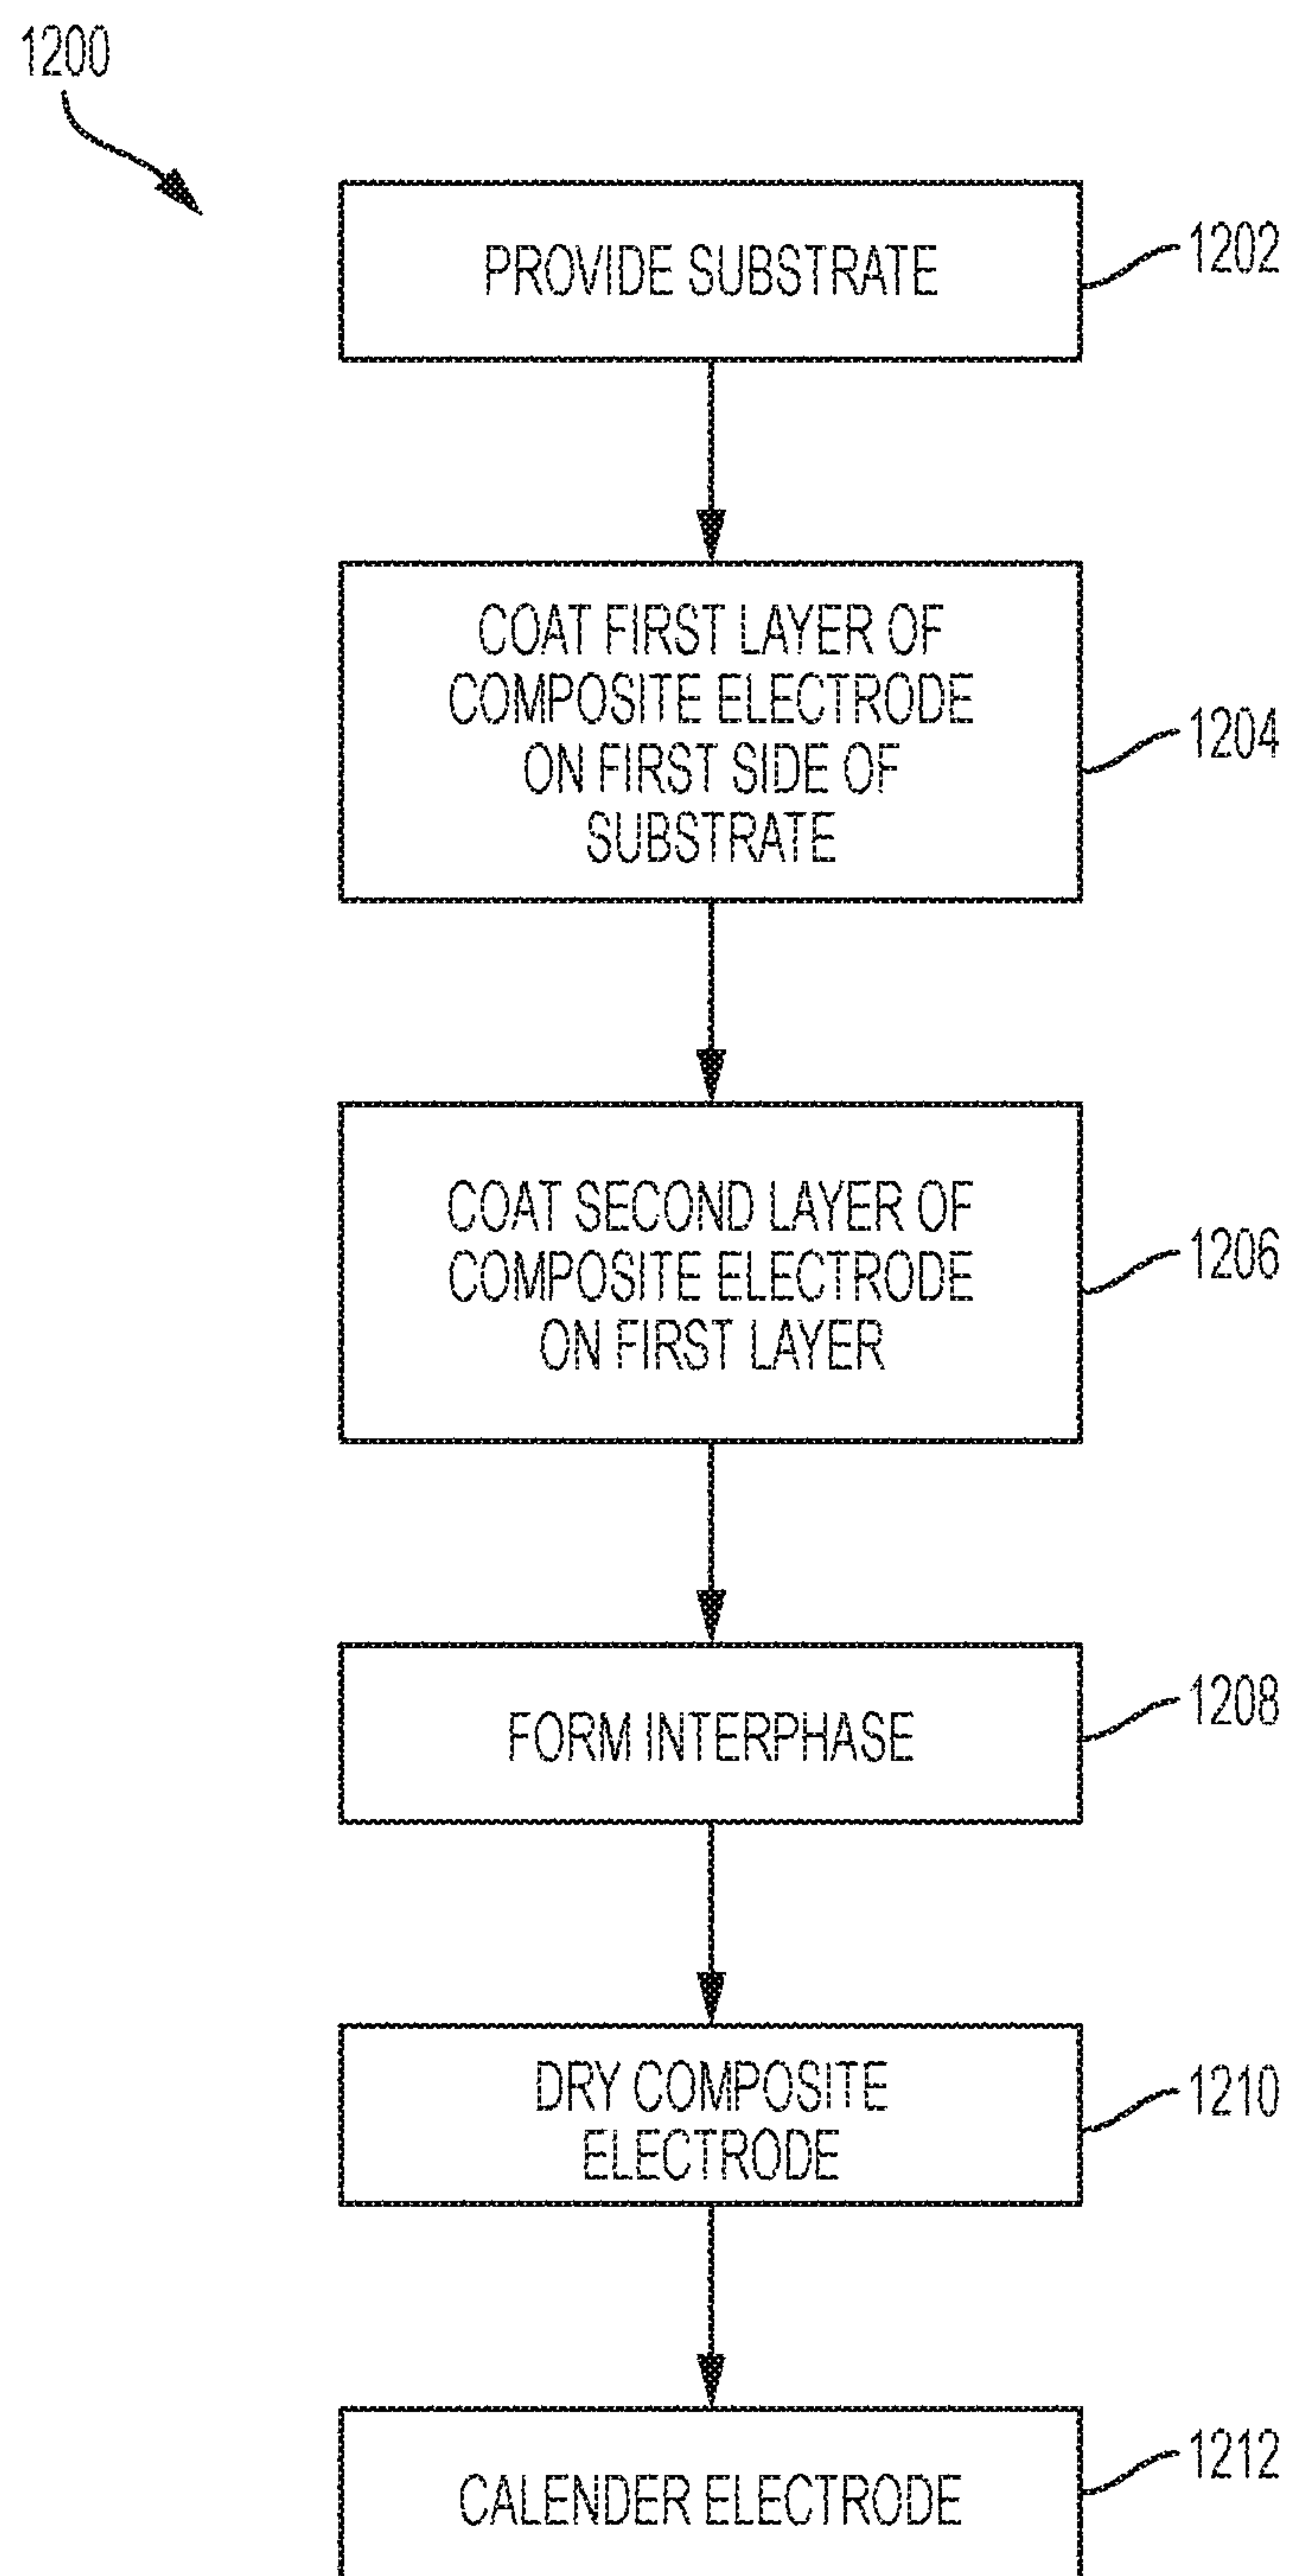 1200
PROVIDE SUBSTRATE
1202
COAT FIRST LAYER OF
COMPOSITE ELECTRODE
ON FIRST SIDE OF
SUBSTRATE
1204
COAT SECOND LAYER OF
COMPOSITE ELECTRODE
ON FIRST LAYER
1206
FORM INTERPHASE
1208
DRY COMPOSITE
ELECTRODE
1210
CALENDER ELECTRODE
1212